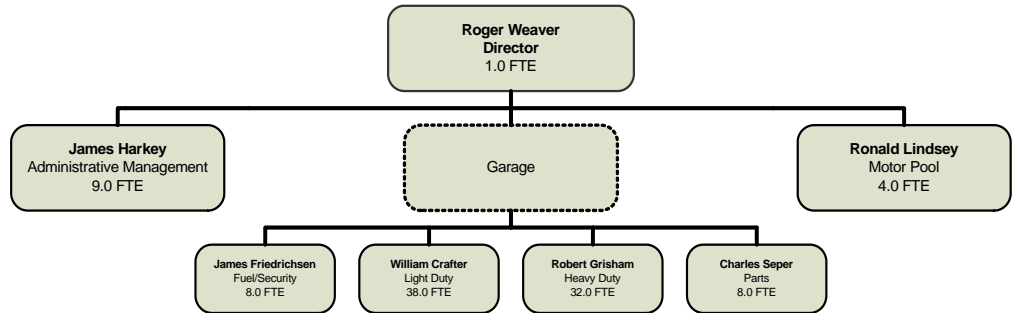 Roger Weaver
Director
1.0 FTE
James Harkey
Administrative Management
9.0 FTE
Garage
Ronald Lindsey
Motor Pool
4.0 FTE
James Friedrichsen
Fuel/Security
8.0 FTE
William Crafter
Light Duty
38.0 FTE
Robert Grisham
Heavy Duty
32.0 FTE
Charles Seper
Parts
8.0 FTE